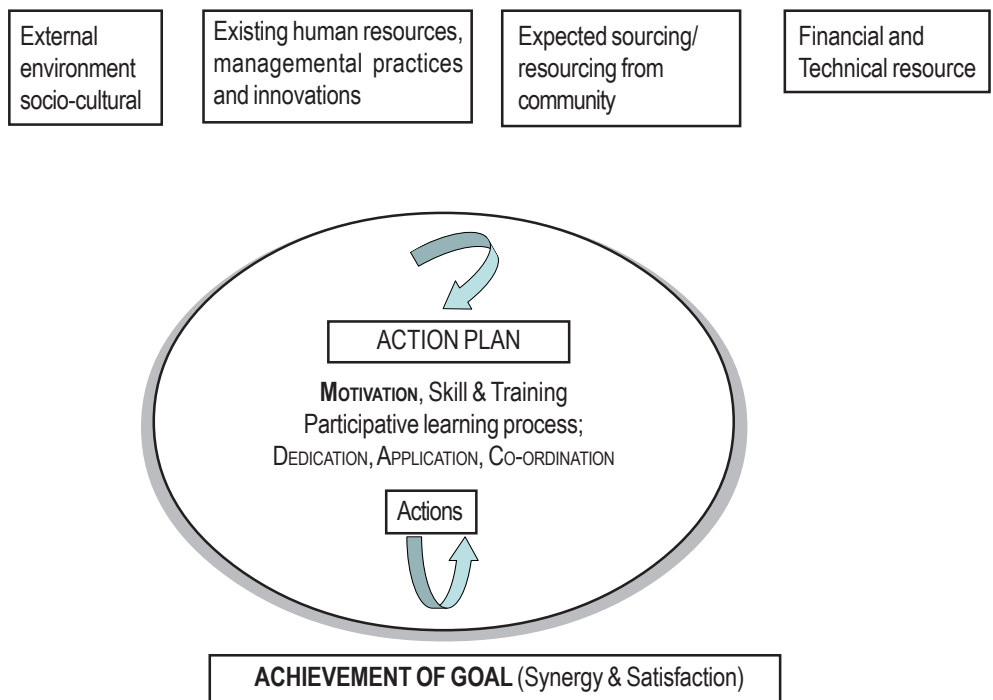 External
environment
socio-cultural
Existing human resources,
managemental practices
and innovations
Expected sourcing/
resourcing from
community
Financial and
Technical resource
ACTION PLAN
MOTIVATION, Skill & Training
Participative learning process;
DEDICATION, APPLICATION, CO-ORDINATION
Actions
ACHIEVEMENT OF GOAL (Synergy & Satisfaction)